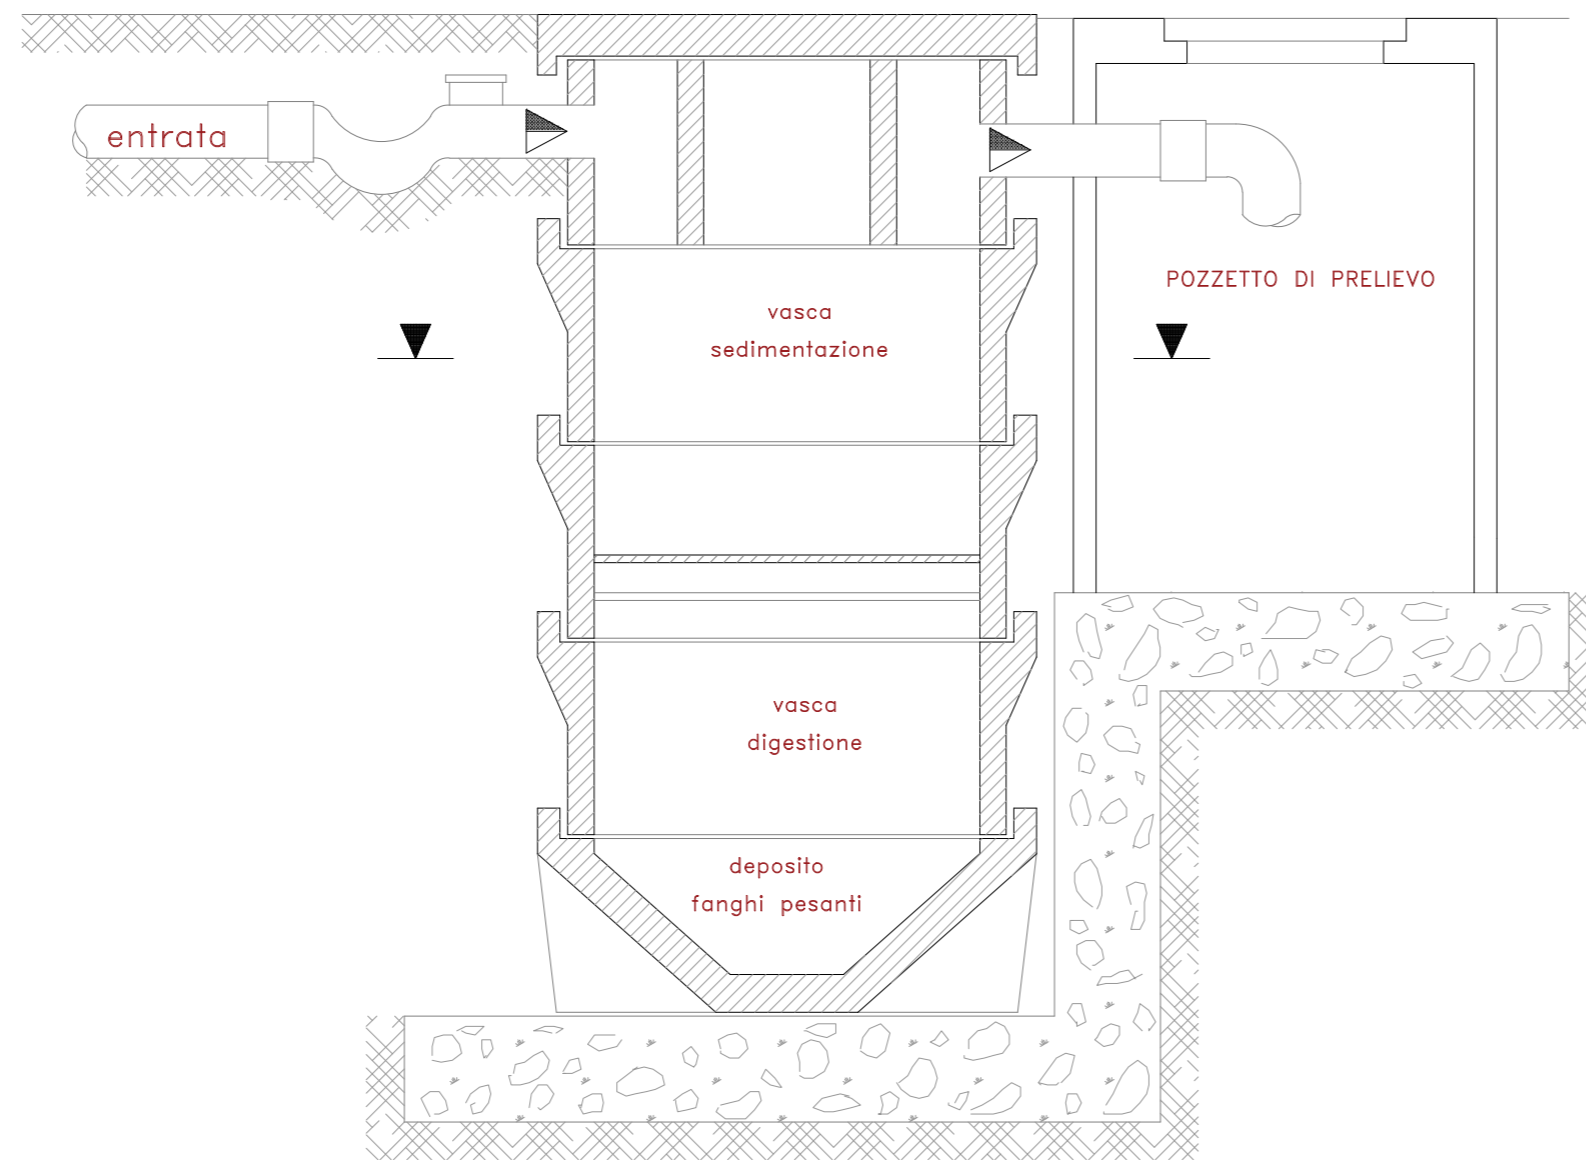 entrata
POZZETTO DI PRELIEVO
vasca
sedimentazione
vasca
digestione
deposito
fanghi pesanti